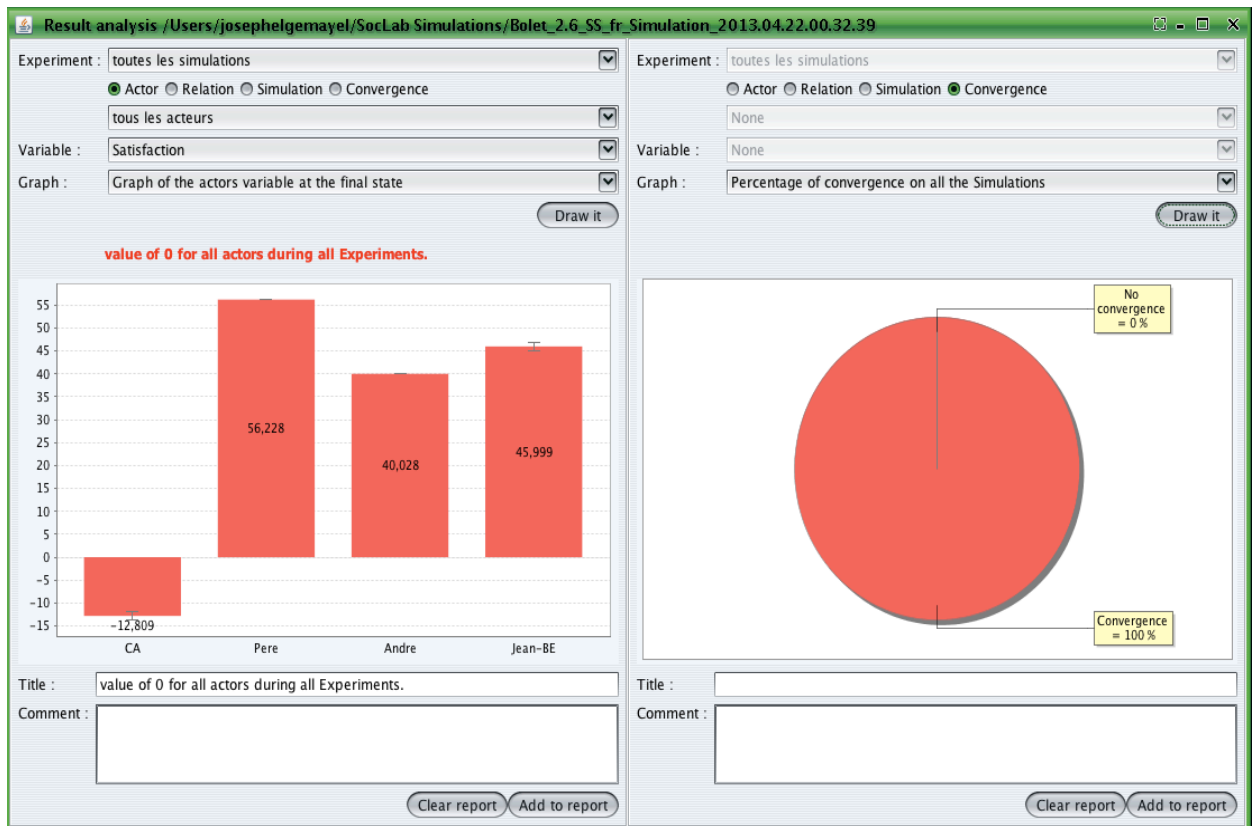 Result analysis /Users/josephelgemayel/SocLab Simulations/Bolet_2.6_SS_fr_Simulation_2013.04.22.00.32.39
Experiment : toutes les simulations
Actor Relation Simulation Convergence
tous les acteurs
Variable : Satisfaction
Graph : Graph of the actors variable at the final state
Draw it
value of 0 for all actors during all Experiments.
55
50
45
40
35
30
25
20
15
10
5
0
-5
-10
-15
56,228
40,028
45,999
-12,809
CA Pere Andre Jean-BE
Title : value of 0 for all actors during all Experiments.
Comment :
Clear report Add to report
Experiment : toutes les simulations
Actor Relation Simulation Convergence
None
Variable : None
Graph : Percentage of convergence on all the Simulations
Draw it
No
convergence
= 0 %
Convergence
= 100 %
Title :
Comment :
Clear report Add to report